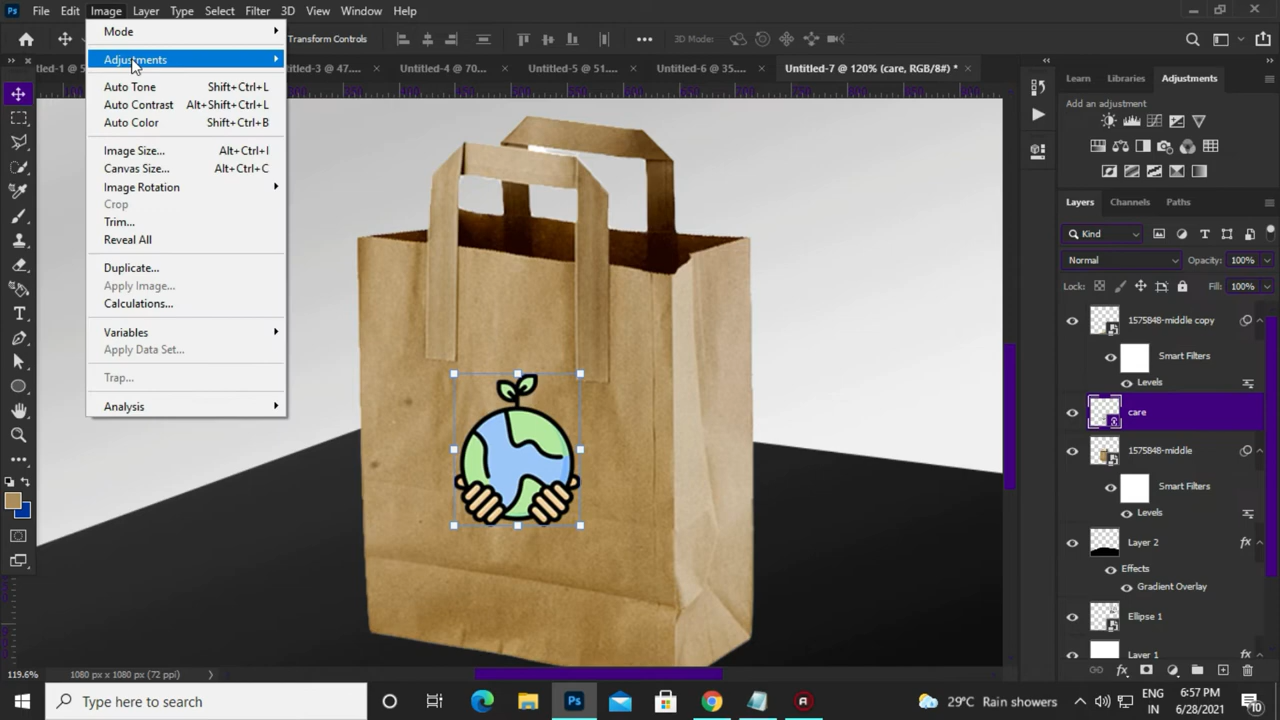 Ps File Edit Image Layer Type Select Filter 3D View Window Help
Mode
Adjustments
Auto Tone Shift+Ctrl+L
Auto Contrast Alt+Shift+Ctrl+L
Auto Color Shift+Ctrl+B
Image Size... Alt+Ctrl+I
Canvas Size... Alt+Ctrl+C
Image Rotation
Crop
Trim...
Reveal All
Duplicate...
Apply Image...
Calculations...
Variables
Apply Data Set...
Trap...
Analysis
Transform Controls
3D Mode:
tled-1 @ 5
tled-3 @ 47....
Untitled-4 @ 70...
Untitled-5 @ 51....
Untitled-6 @ 35....
Untitled-7 @ 120% (care, RGB/8#) *
Learn Libraries Adjustments
Add an adjustment
Layers Channels Paths
Kind
Normal Opacity: 100%
Lock: Fill: 100%
1575848-middle copy
Smart Filters
Levels
care
1575848-middle
Smart Filters
Levels
Layer 2 fx
Effects
Gradient Overlay
Ellipse 1
Layer 1 fx
fx
119.6% 1080 px x 1080 px (72 ppi)
Type here to search
Ps
29°C Rain showers
ENG
IN
6:57 PM
6/28/2021
10